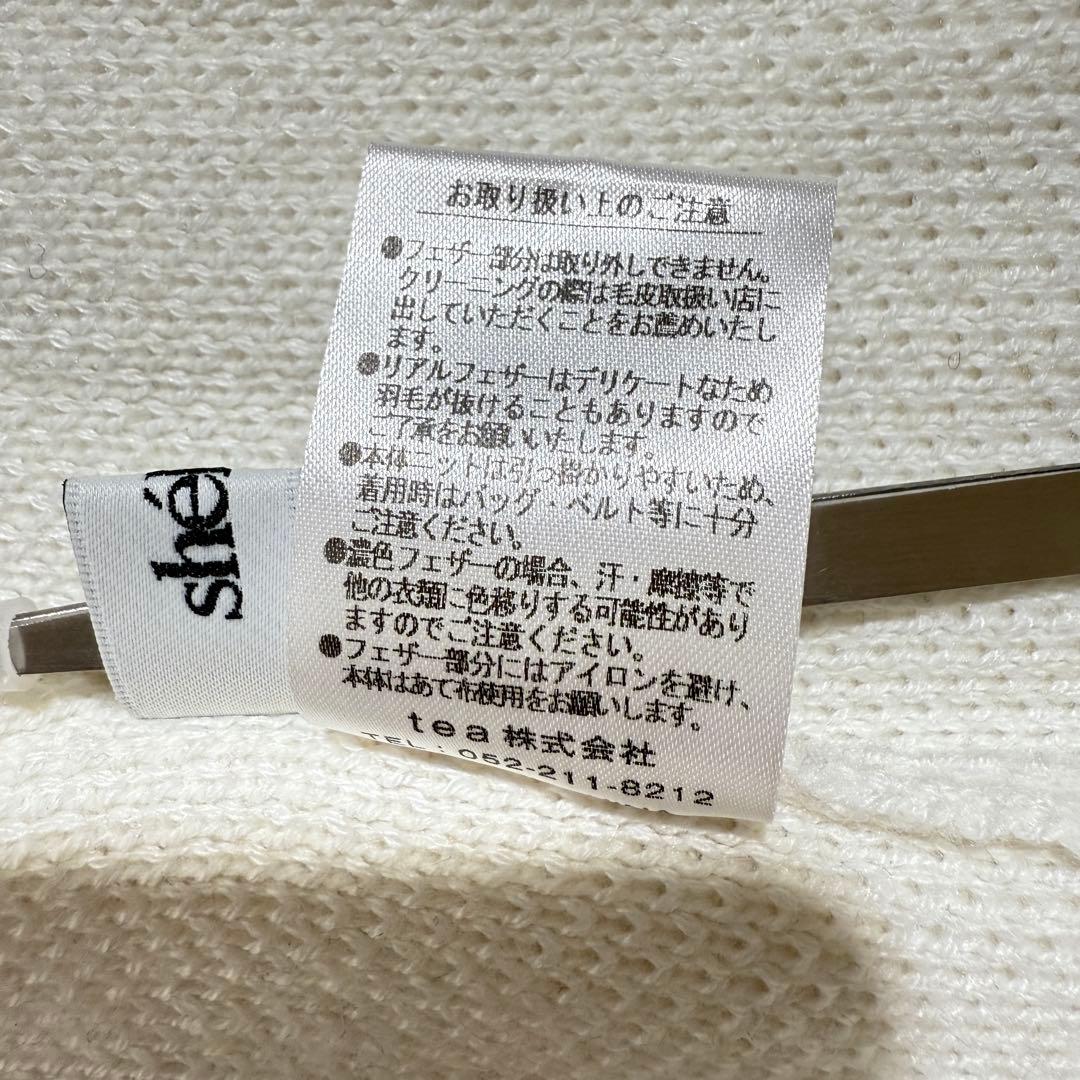 お取り扱い上のご注意
●フェザー部分は取り外しできません。
クリーニングの際は毛皮取扱い店に
出していただくことをお薦めいたし
ます。
●リアルフェザーはデリケートなため
羽毛が抜けることもありますので
ご了承をお願いいたします。
●本体ニットは引っ掛かりやすいため、
着用時はバッグ・ベルト等に十分
ご注意ください。
●濃色フェザーの場合、汗・摩擦等で
他の衣類に色移りする可能性があり
ますのでご注意ください。
●フェザー部分にはアイロンを避け、
本体はあて布使用をお願いします。
tea株式会社
TEL:052-211-8212
shé